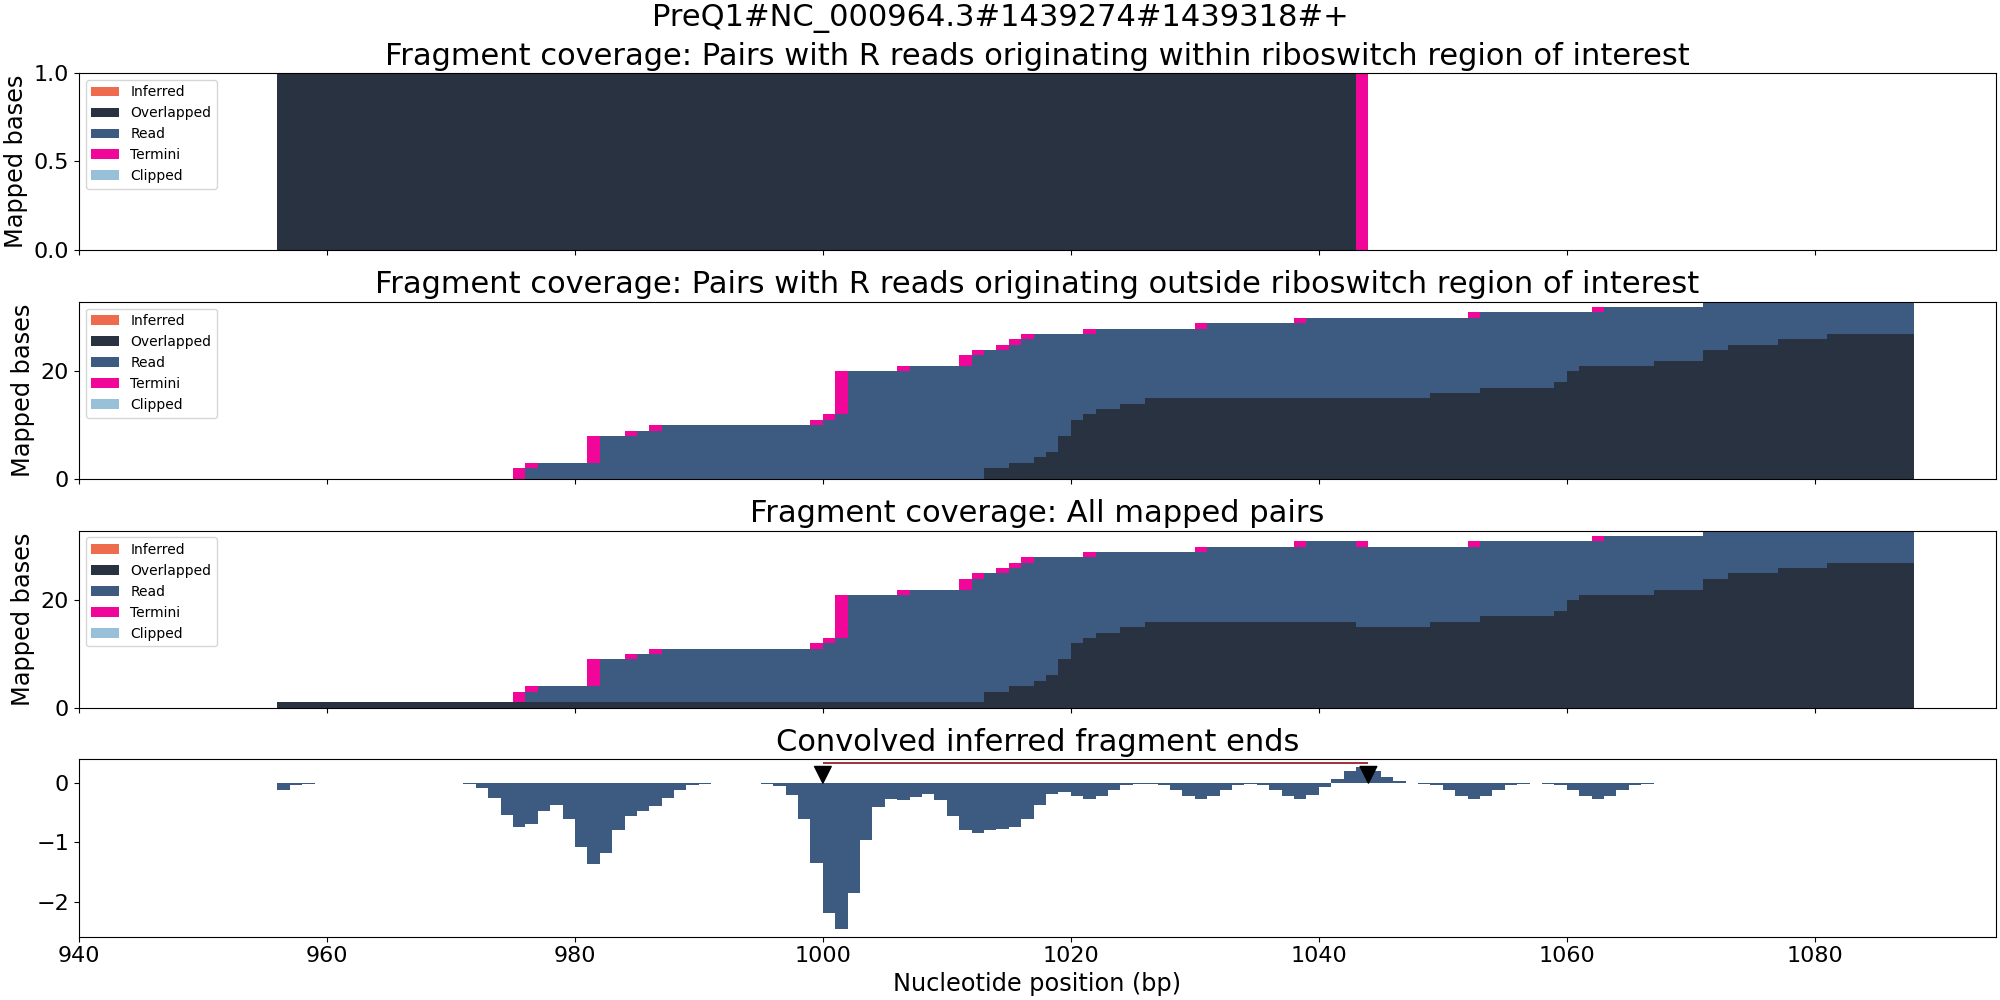 PreQ1#NC_000964.3#1439274#1439318#+
Fragment coverage: Pairs with R reads originating within riboswitch region of interest
Mapped bases
1.0
0.5
0.0
Inferred
Overlapped
Read
Termini
Clipped
Fragment coverage: Pairs with R reads originating outside riboswitch region of interest
Mapped bases
20
0
Inferred
Overlapped
Read
Termini
Clipped
Fragment coverage: All mapped pairs
Mapped bases
20
0
Inferred
Overlapped
Read
Termini
Clipped
Convolved inferred fragment ends
0
−1
−2
940 960 980 1000 1020 1040 1060 1080
Nucleotide position (bp)